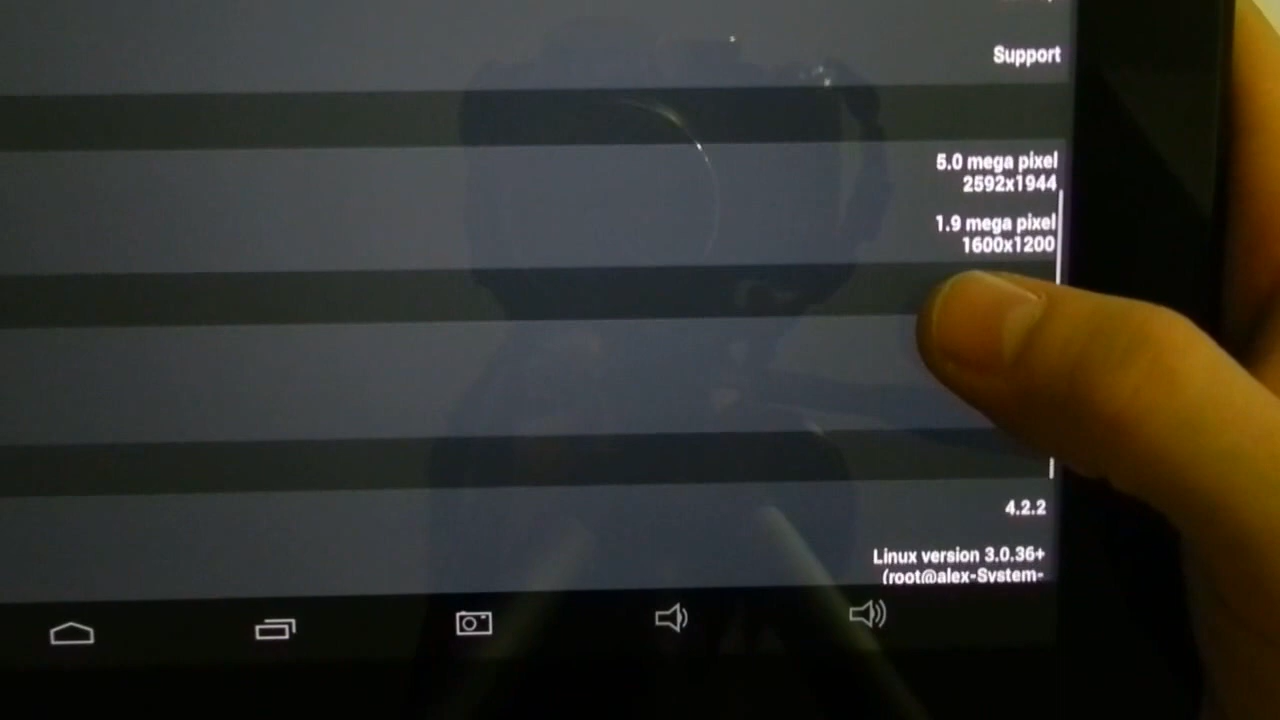 Support
5.0 mega pixel
2592x1944
1.9 mega pixel
1600x1200
4.2.2
Linux version 3.0.36+
(root@alex-System-